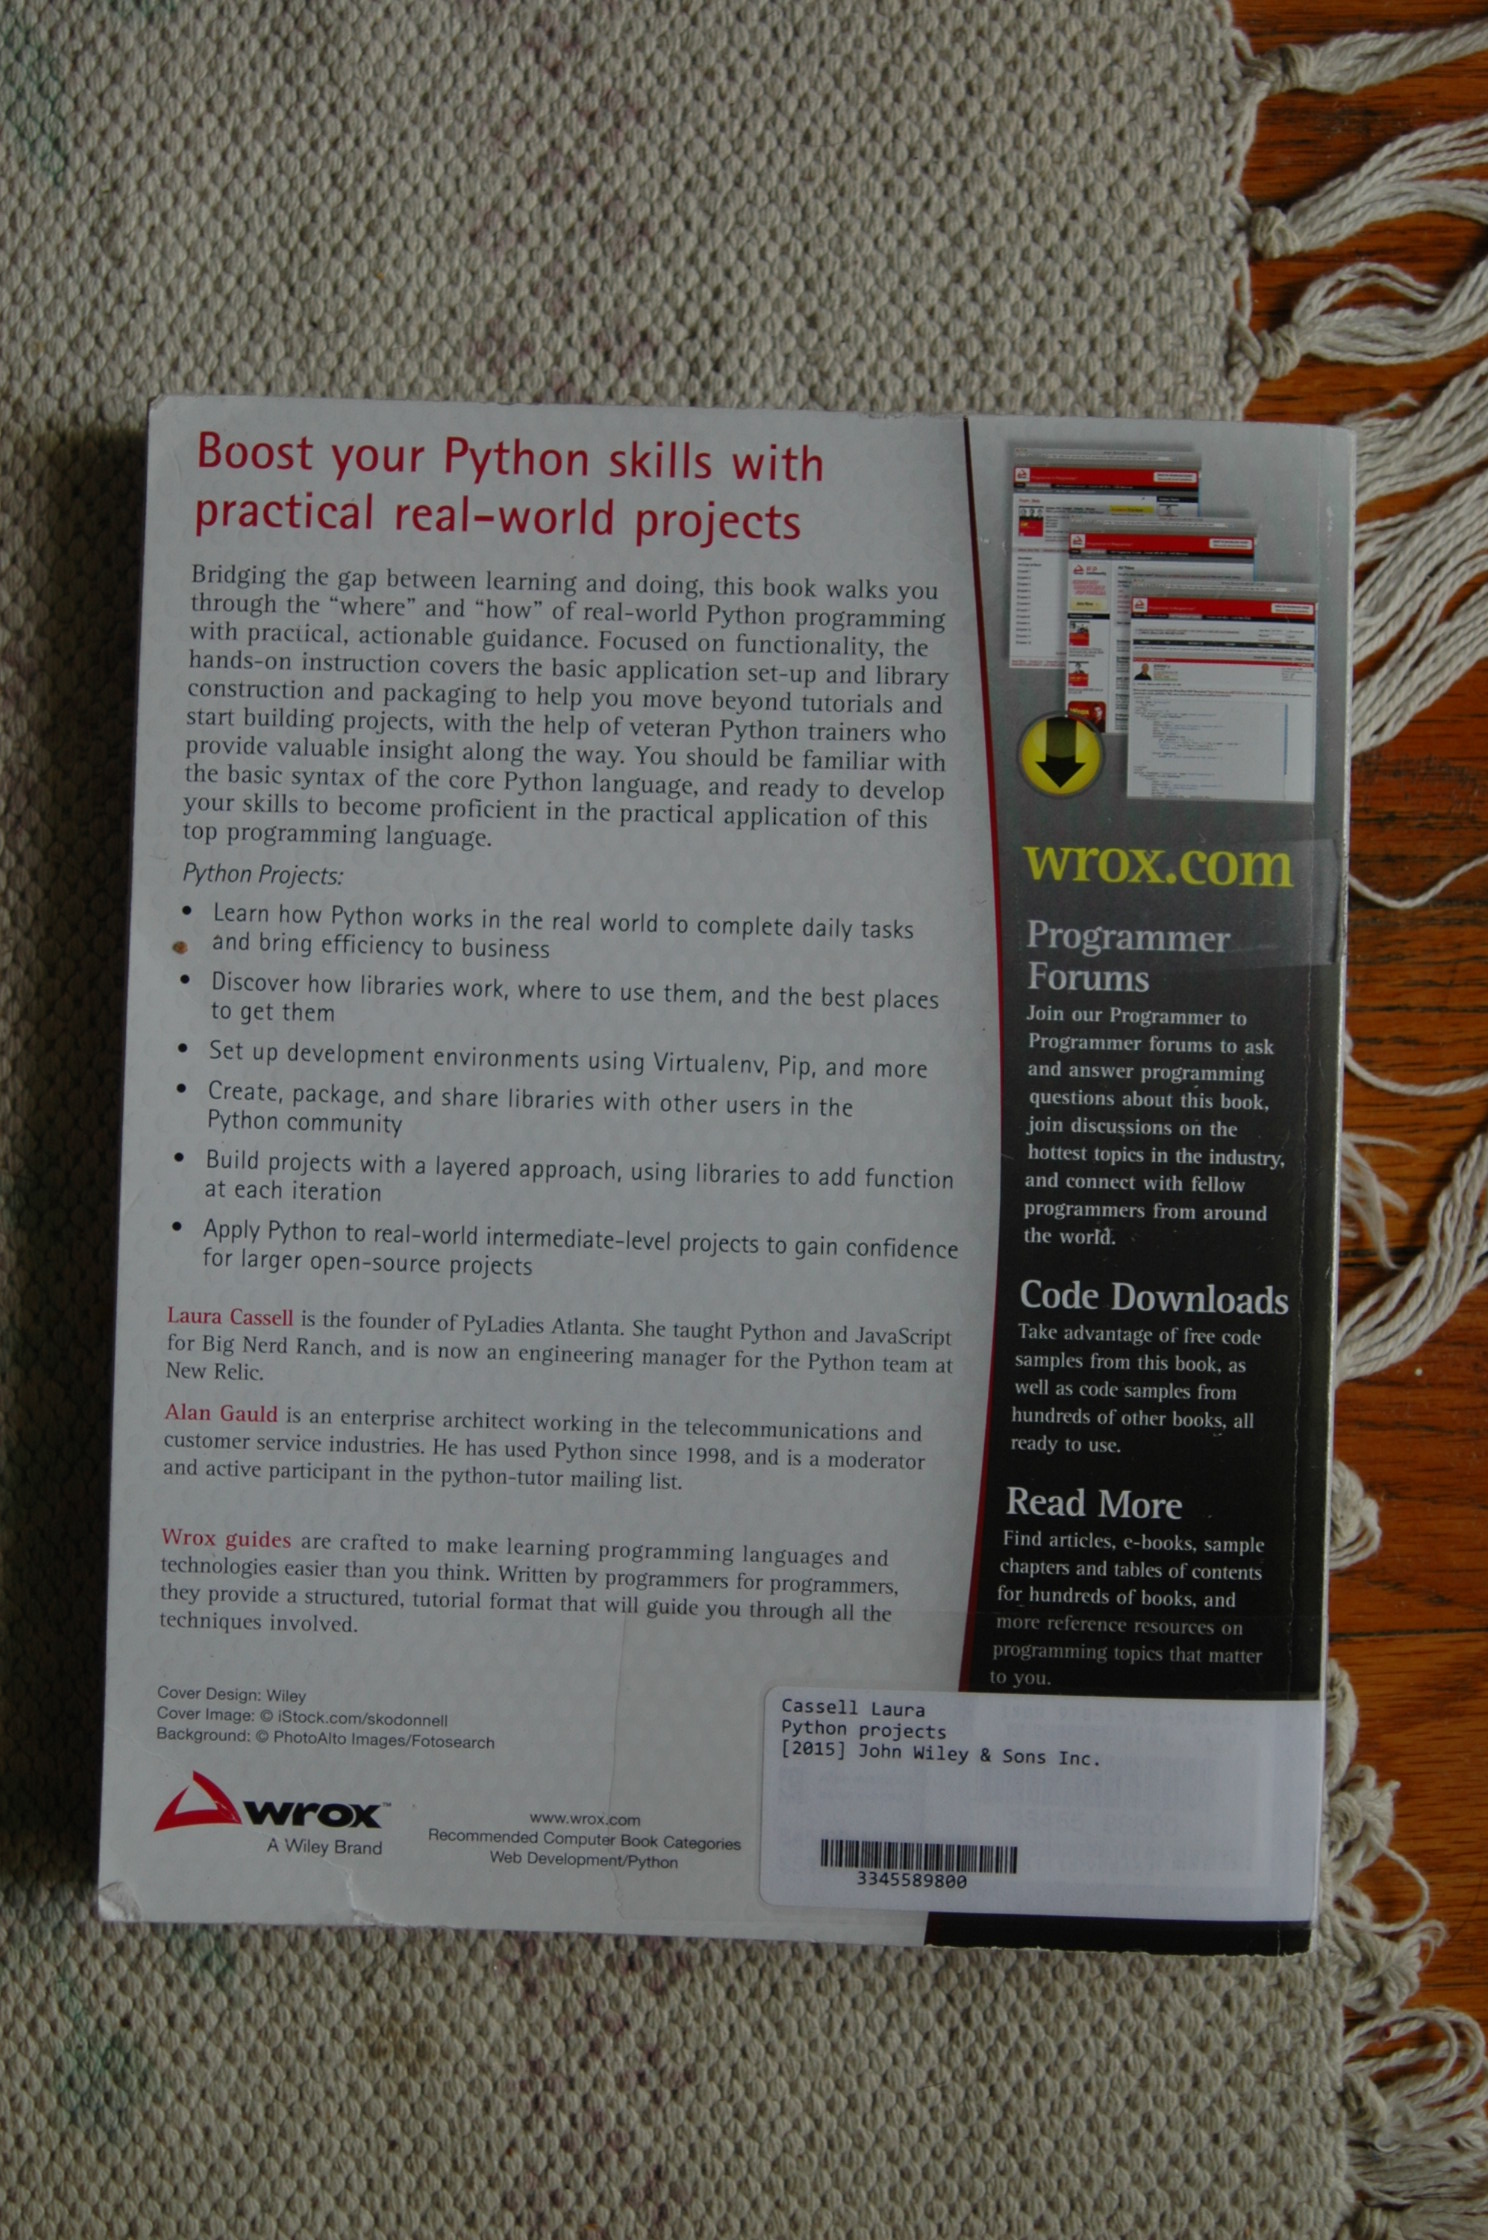 Boost your Python skills with
practical real-world projects
Bridging the gap between learning and doing, this book walks you
through the “where” and “how” of real-world Python programming
with practical, actionable guidance. Focused on functionality, the
hands-on instruction covers the basic application set-up and library
construction and packaging to help you move beyond tutorials and
start building projects, with the help of veteran Python trainers who
provide valuable insight along the way. You should be familiar with
the basic syntax of the core Python language, and ready to develop
your skills to become proficient in the practical application of this
top programming language.
Python Projects:
• Learn how Python works in the real world to complete daily tasks
and bring efficiency to business
• Discover how libraries work, where to use them, and the best places
to get them
• Set up development environments using Virtualenv, Pip, and more
• Create, package, and share libraries with other users in the
Python community
• Build projects with a layered approach, using libraries to add function
at each iteration
• Apply Python to real-world intermediate-level projects to gain confidence
for larger open-source projects
Laura Cassell is the founder of PyLadies Atlanta. She taught Python and JavaScript
for Big Nerd Ranch, and is now an engineering manager for the Python team at
New Relic.
Alan Gauld is an enterprise architect working in the telecommunications and
customer service industries. He has used Python since 1998, and is a moderator
and active participant in the python-tutor mailing list.
Wrox guides are crafted to make learning programming languages and
technologies easier than you think. Written by programmers for programmers,
they provide a structured, tutorial format that will guide you through all the
techniques involved.
Cover Design: Wiley
Cover Image: © iStock.com/skodonnell
Background: © PhotoAlto Images/Fotosearch
wrox™
A Wiley Brand
www.wrox.com
Recommended Computer Book Categories
Web Development/Python
wrox.com
Programmer
Forums
Join our Programmer to
Programmer forums to ask
and answer programming
questions about this book,
join discussions on the
hottest topics in the industry,
and connect with fellow
programmers from around
the world.
Code Downloads
Take advantage of free code
samples from this book, as
well as code samples from
hundreds of other books, all
ready to use.
Read More
Find articles, e-books, sample
chapters and tables of contents
for hundreds of books, and
more reference resources on
programming topics that matter
to you.
Cassell Laura
Python projects
[2015] John Wiley & Sons Inc.
3345589800